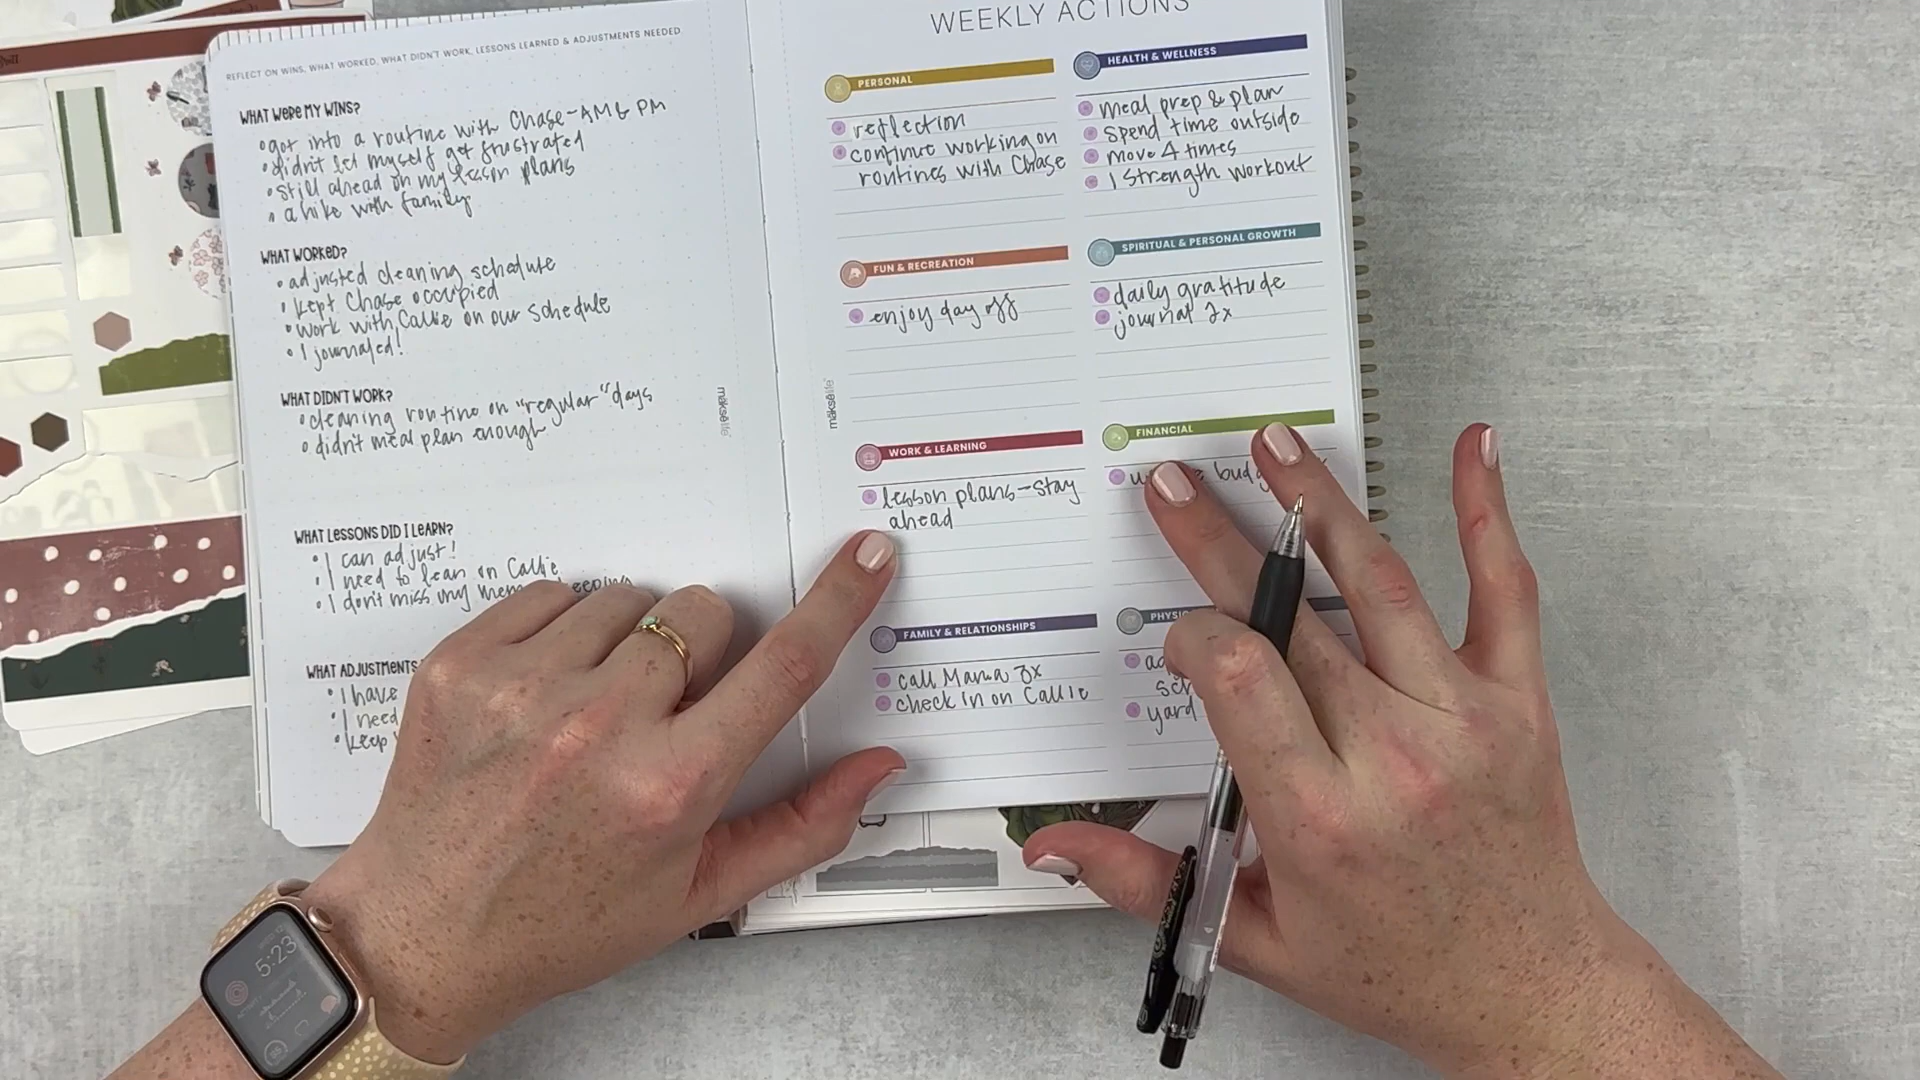 REFLECT ON WINS, WHAT WORKED, WHAT DIDN'T WORK, LESSONS LEARNED & ADJUSTMENTS NEEDED.
WHAT WERE MY WINS?
• got into a routine with Chase - AM & PM
• didn't let myself get frustrated
• still ahead on my lesson plans
• a hike with family
WHAT WORKED?
• adjusted cleaning schedule
• kept Chase occupied
• work with Callie on our schedule
• I journaled!
WHAT DIDN'T WORK?
• cleaning routine on "regular" days
• didn't meal plan enough
WHAT LESSONS DID I LEARN?
• I can adjust!
• I need to lean on Callie
• I don't miss my
WHAT ADJUSTMENTS
• I have
• I need
• keep
mäksēlife
WEEKLY ACTIONS
PERSONAL
reflection
continue working on
routines with Chase
HEALTH & WELLNESS
meal prep & plan
spend time outside
move 4 times
1 strength workout
FUN & RECREATION
enjoy day off
SPIRITUAL & PERSONAL GROWTH
daily gratitude
journal 2x
mäksēlife
WORK & LEARNING
lesson plans - stay
ahead
FINANCIAL
FAMILY & RELATIONSHIPS
call Mama 3x
check in on Callie
yard
5:23